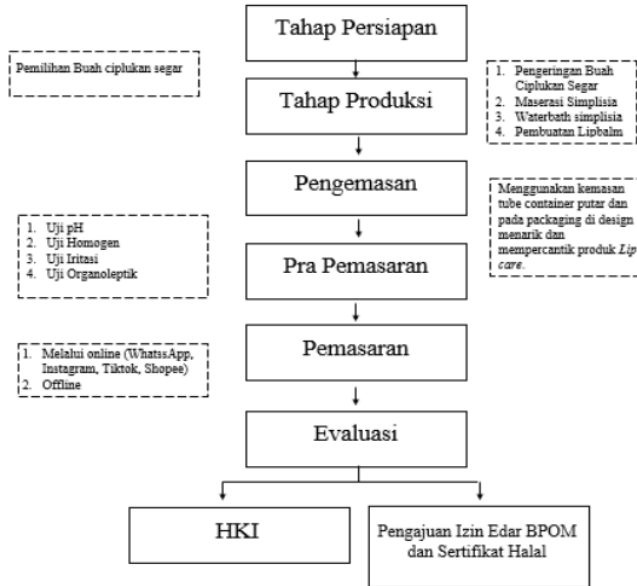 Tahap Persiapan
Pemilihan Buah ciplukan segar
1. Pengeringan Buah
Ciplukan Segar
2. Maserasi Simplisia
3. Waterbath simplisia
4. Pembuatan Lipbalm
Tahap Produksi
Pengemasan
Menggunakan kemasan
tube container putar dan
pada packaging di design
menarik dan
mempercantik produk Lip
care.
1. Uji pH
2. Uji Homogen
3. Uji Iritasi
4. Uji Organoleptik
Pra Pemasaran
Pemasaran
1. Melalui online (WhatssApp,
Instagram, Tiktok, Shopee)
2. Offline
Evaluasi
HKI
Pengajuan Izin Edar BPOM
dan Sertifikat Halal